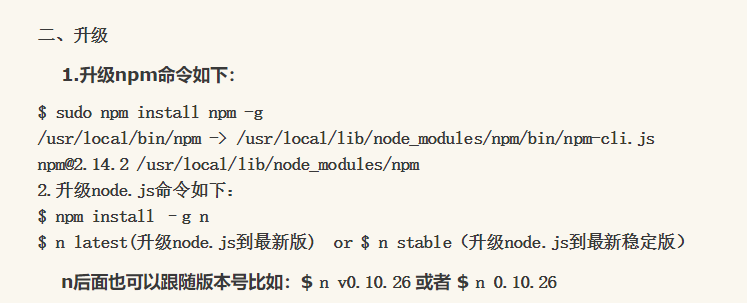 二、升级
1.升级npm命令如下：
$ sudo npm install npm -g
/usr/local/bin/npm -> /usr/local/lib/node_modules/npm/bin/npm-cli.js
npm@2.14.2 /usr/local/lib/node_modules/npm
2.升级node.js命令如下：
$ npm install –g n
$ n latest(升级node.js到最新版)  or $ n stable（升级node.js到最新稳定版）
n后面也可以跟随版本号比如：$ n v0.10.26 或者 $ n 0.10.26